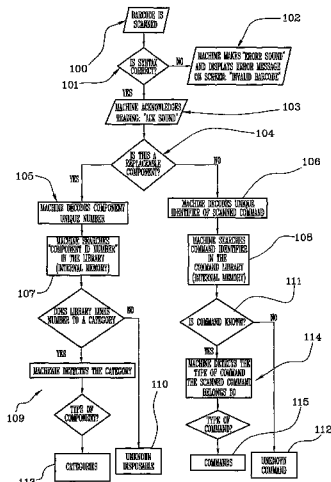 BARCODE IS
SCANNED
100
102
IS SYNTAX
CORRECT?
NO
101
MACHINE MAKES "ERROR SOUND"
AND DISPLAYS ERROR MESSAGE
ON SCREEN: "INVALID BARCODE"
YES
103
MACHINE ACKNOWLEDGES
READING: "ACK SOUND"
104
IS THIS A
REPLACEABLE
COMPONENT?
YES
NO
105
106
MACHINE DECODES COMPONENT
UNIQUE NUMBER
MACHINE DECODES UNIQUE
IDENTIFIER OF SCANNED COMMAND
MACHINE SEARCHES
"COMPONENT ID NUMBER"
IN THE LIBRARY
(INTERNAL MEMORY)
107
MACHINE SEARCHES
COMMAND IDENTIFIER
IN THE
COMMAND LIBRARY
(INTERNAL MEMORY)
108
111
DOES LIBRARY LINKS
NUMBER TO A CATEGORY
NO
YES
IS COMMAND KNOWN?
NO
YES
MACHINE DETECTS THE CATEGORY
109
MACHINE DETECTS THE
TYPE OF COMMAND
THE SCANNED COMMAND
BELONGS TO
114
TYPE OF
COMPONENT?
110
TYPE OF
COMMAND?
115
112
CATEGORIES
113
UNKNOWN
DISPOSABLE
COMMANDS
UNKNOWN
COMMAND